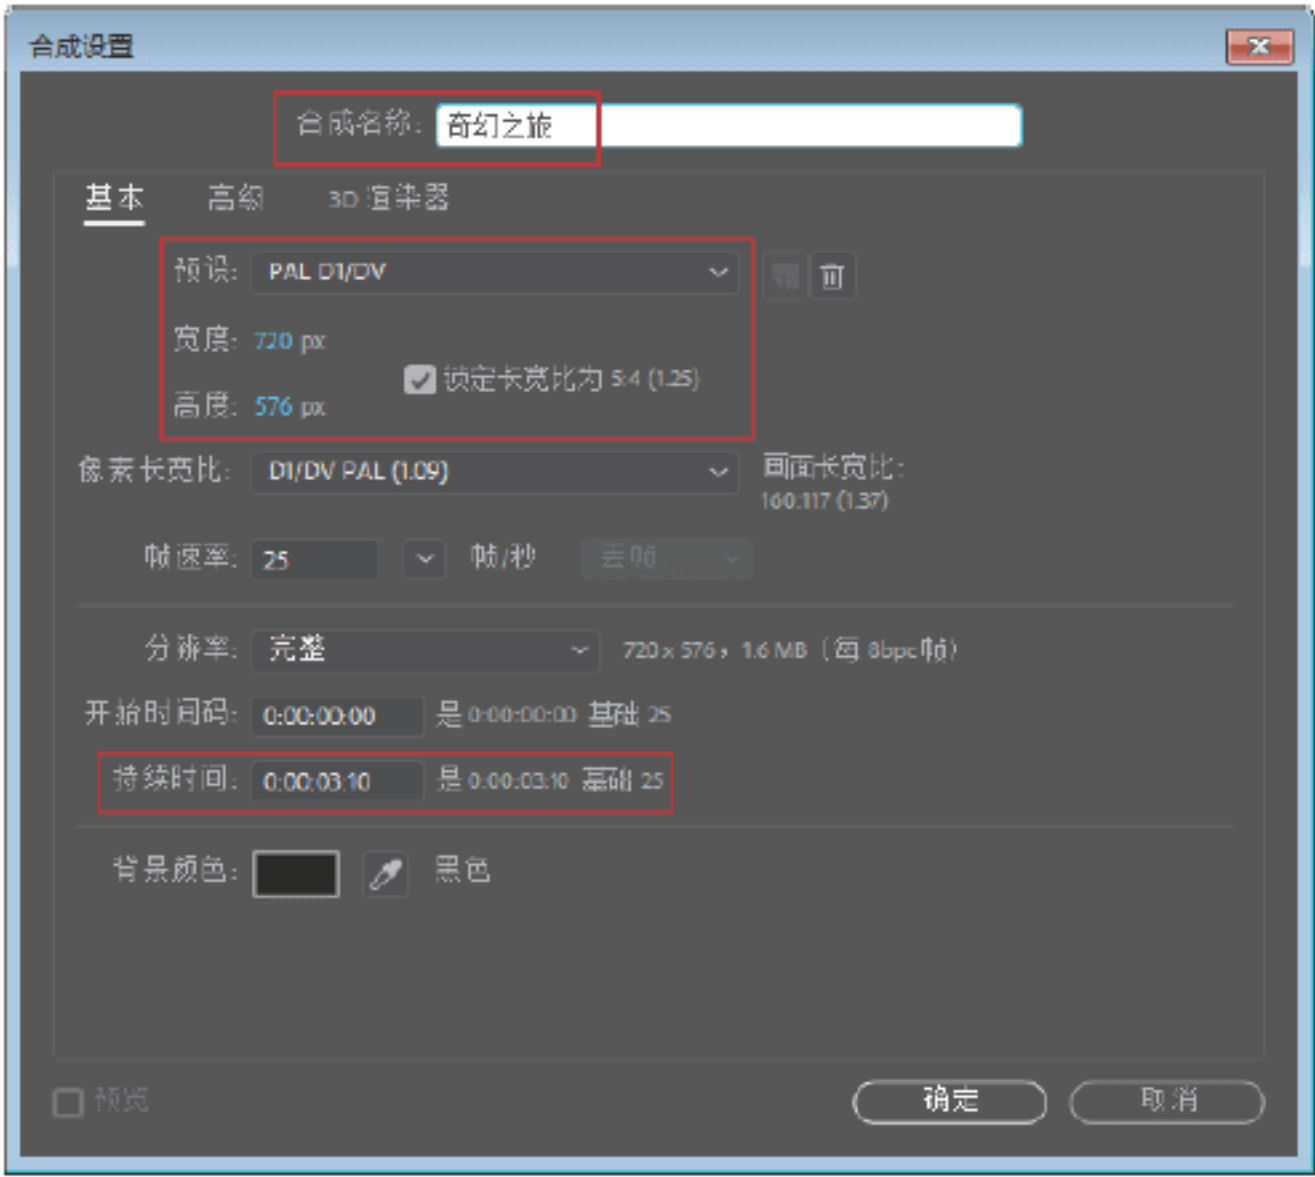 合成设置
合成名称: 奇幻之旅
基本 高级 3D 渲染器
预设: PAL D1/DV
宽度: 720 px
锁定长宽比为 5:4 (1.25)
高度: 576 px
像素长宽比: D1/DV PAL (1.09) 画面长宽比:
160:117 (1.37)
帧速率: 25 帧/秒 丢帧
分辨率: 完整 720 x 576，1.6 MB（每 8bpc 帧）
开始时间码: 0:00:00:00 是 0:00:00:00 基础 25
持续时间: 0:00:03:10 是 0:00:03:10 基础 25
背景颜色: 黑色
预览 确定 取消